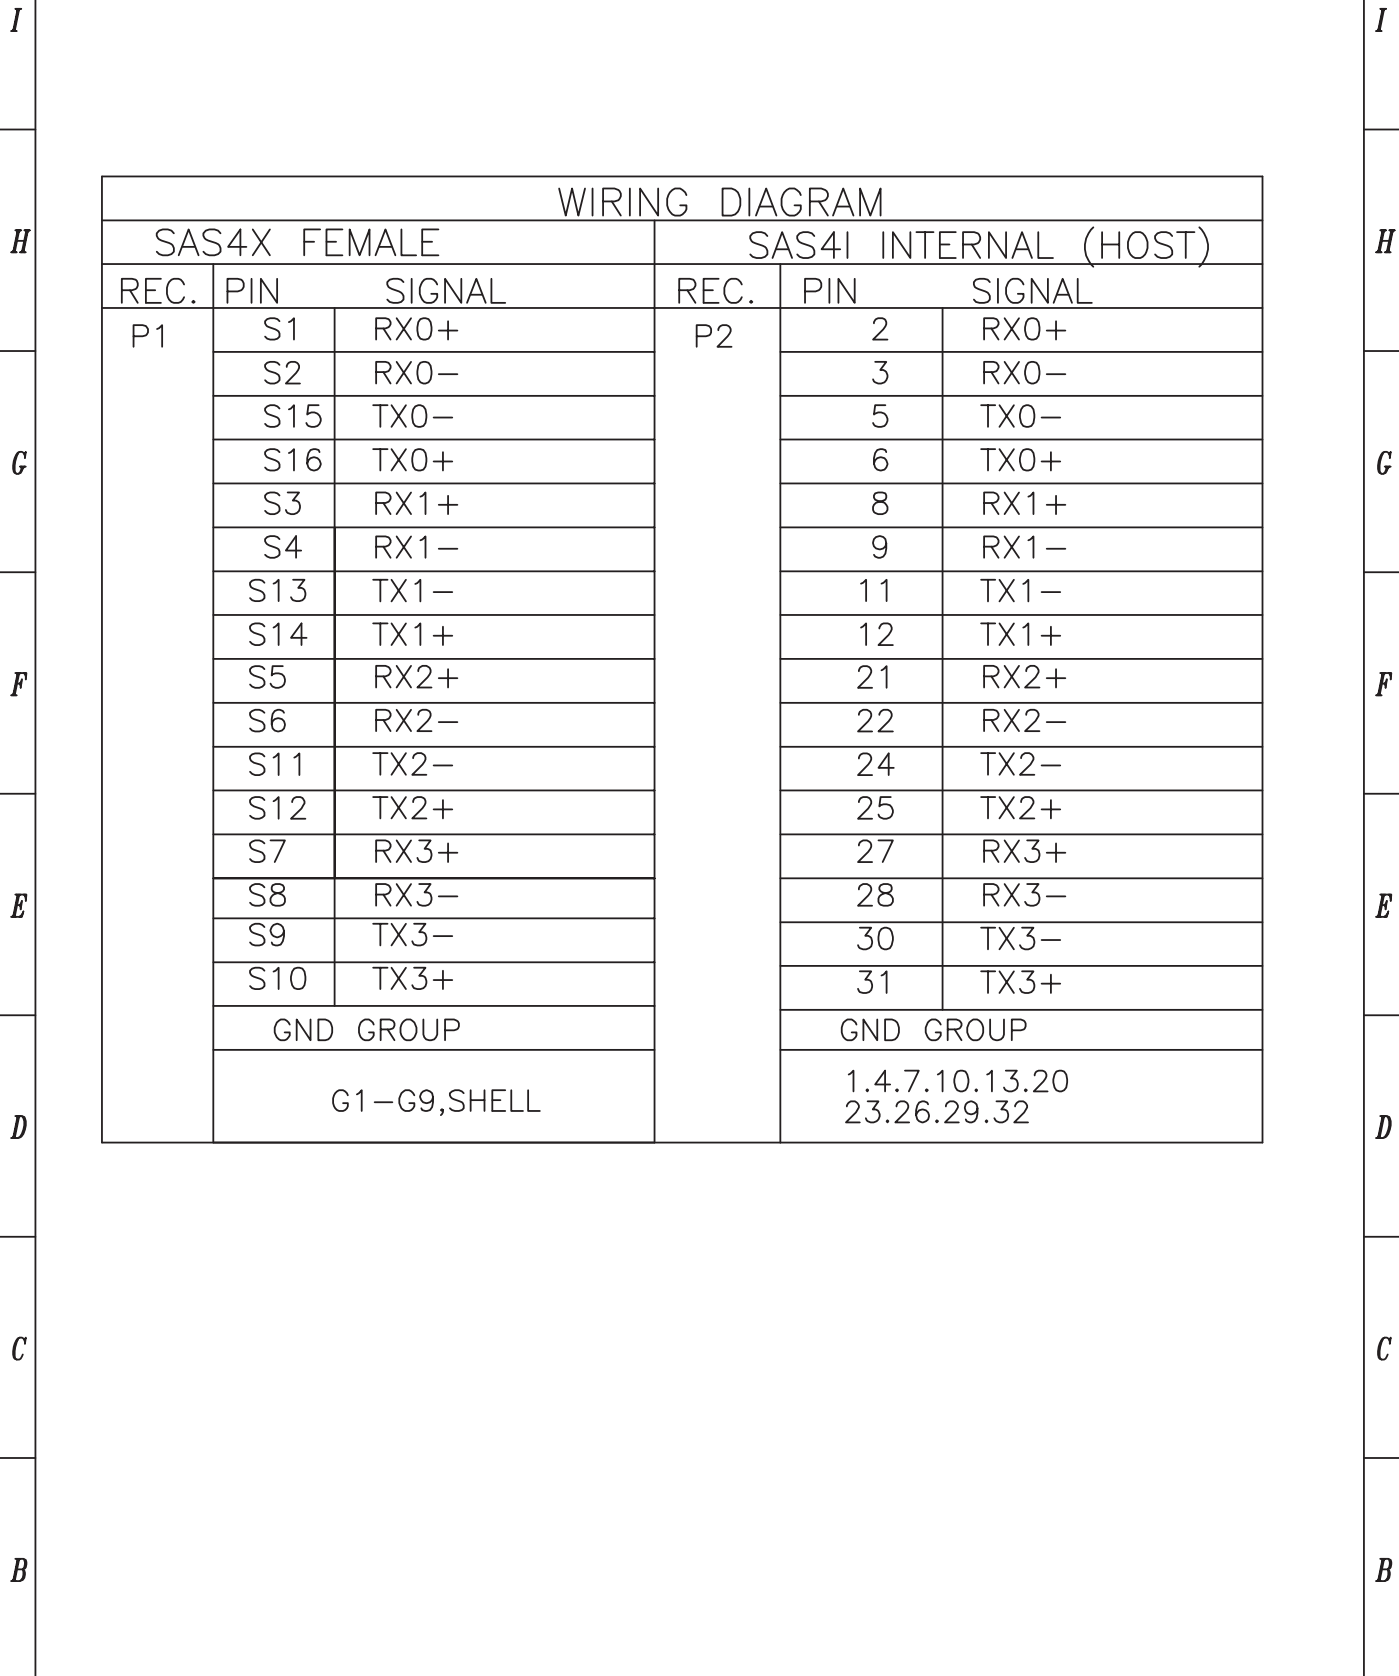 I I
WIRING DIAGRAM
H SAS4X FEMALE SAS4I INTERNAL (HOST) H
REC. PIN SIGNAL REC. PIN SIGNAL
P1 S1 RX0+ P2 2 RX0+
S2 RX0− 3 RX0−
S15 TX0− 5 TX0−
G S16 TX0+ 6 TX0+ G
S3 RX1+ 8 RX1+
S4 RX1− 9 RX1−
S13 TX1− 11 TX1−
S14 TX1+ 12 TX1+
F S5 RX2+ 21 RX2+ F
S6 RX2− 22 RX2−
S11 TX2− 24 TX2−
S12 TX2+ 25 TX2+
S7 RX3+ 27 RX3+
E S8 RX3− 28 RX3− E
S9 TX3− 30 TX3−
S10 TX3+ 31 TX3+
GND GROUP GND GROUP
G1−G9,SHELL 1.4.7.10.13.20
23.26.29.32
D D
C C
B B